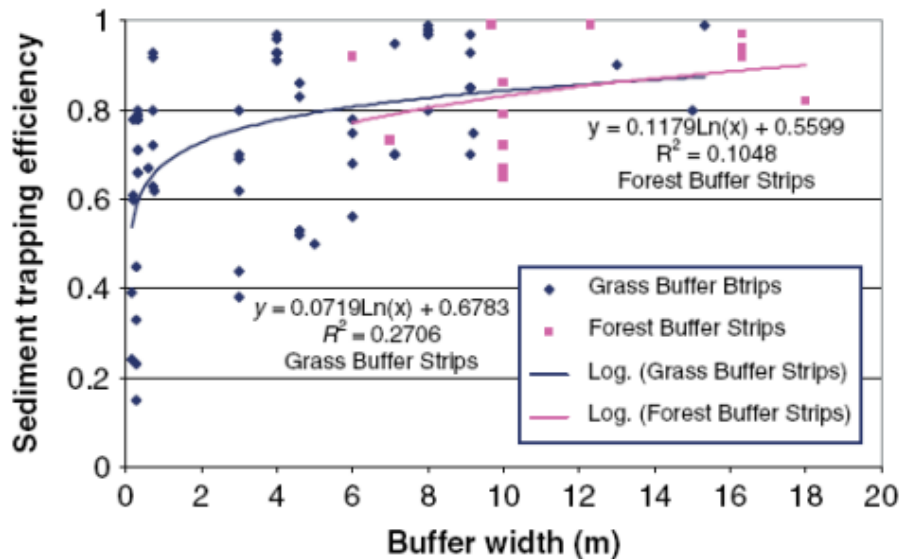 Sediment trapping efficiency
1
0.8
0.6
0.4
0.2
0
y = 0.1179Ln(x) + 0.5599
R² = 0.1048
Forest Buffer Strips
y = 0.0719Ln(x) + 0.6783
R² = 0.2706
Grass Buffer Strips
Grass Buffer Btrips
Forest Buffer Strips
Log. (Grass Buffer Strips)
Log. (Forest Buffer Strips)
0 2 4 6 8 10 12 14 16 18 20
Buffer width (m)